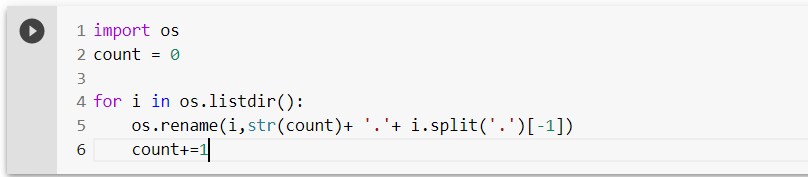 1 import os
2 count = 0
3
4 for i in os.listdir():
5     os.rename(i,str(count)+ '.'+ i.split('.')[-1])
6     count+=1